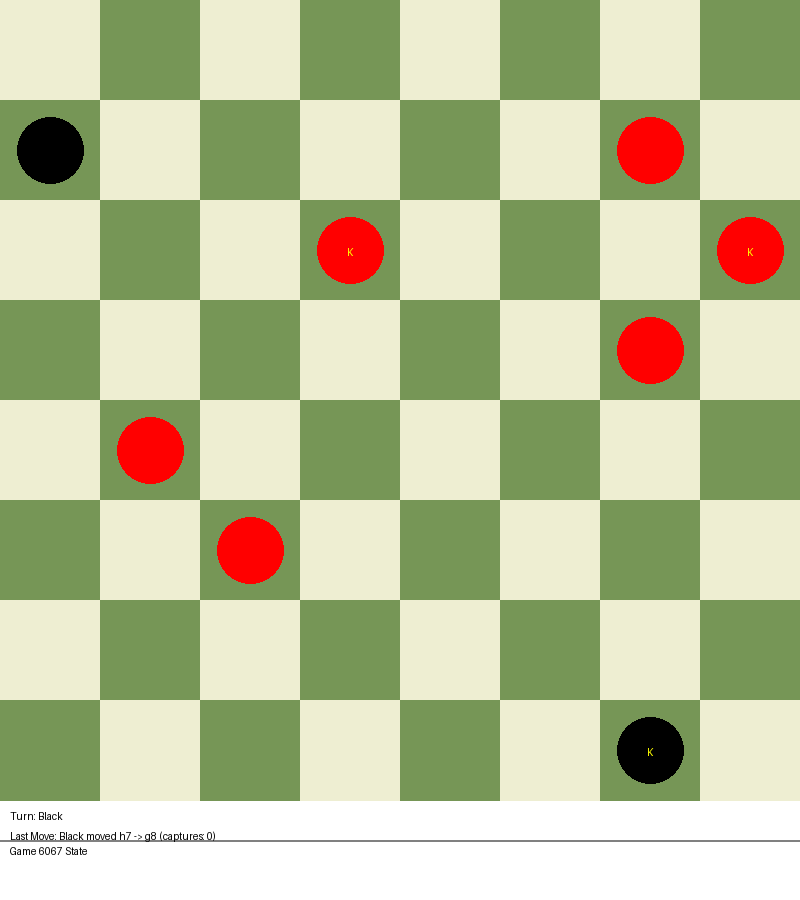 K
K
K
Turn: Black
Last Move: Black moved h7 -> g8 (captures: 0)
Game 6067 State